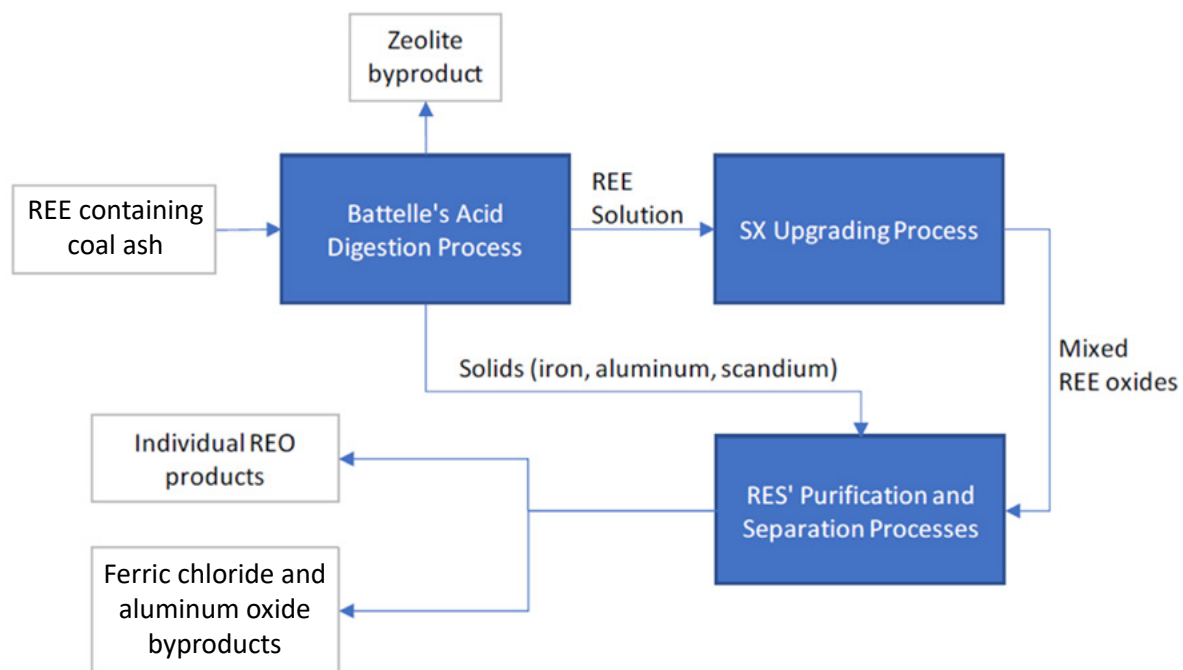 Zeolite
byproduct
REE containing
coal ash
Battelle's Acid
Digestion Process
REE
Solution
SX Upgrading Process
Solids (iron, aluminum, scandium)
Mixed
REE oxides
Individual REO
products
RES' Purification and
Separation Processes
Ferric chloride and
aluminum oxide
byproducts